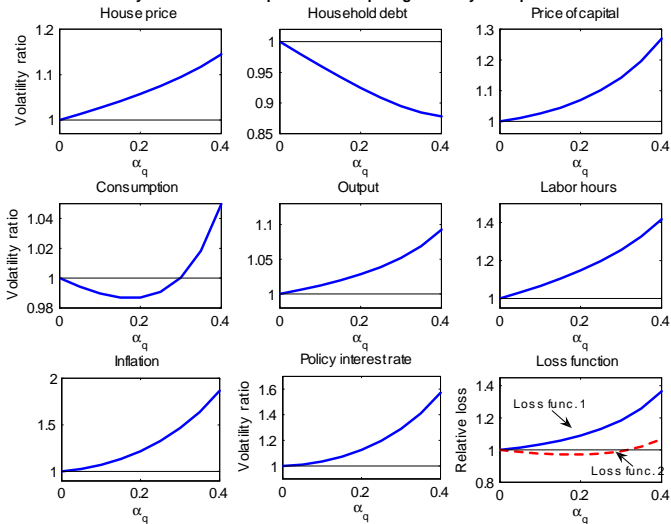 House price
Household debt
Price of capital
1.2
1.1
1
Volatility ratio
0
0.2
0.4
α_q
1
0.95
0.9
0.85
0
0.2
0.4
α_q
1.3
1.2
1.1
1
0
0.2
0.4
α_q
Consumption
Output
Labor hours
1.04
1.02
1
0.98
Volatility ratio
0
0.2
0.4
α_q
1.1
1.05
1
0
0.2
0.4
α_q
1.4
1.2
1
0
0.2
0.4
α_q
Inflation
Policy interest rate
Loss function
2
1.5
1
0
0.2
0.4
α_q
1.6
1.4
1.2
1
Volatility ratio
0
0.2
0.4
α_q
1.4
1.2
1
0.8
Relative loss
Loss func. 1
Loss func. 2
0
0.2
0.4
α_q